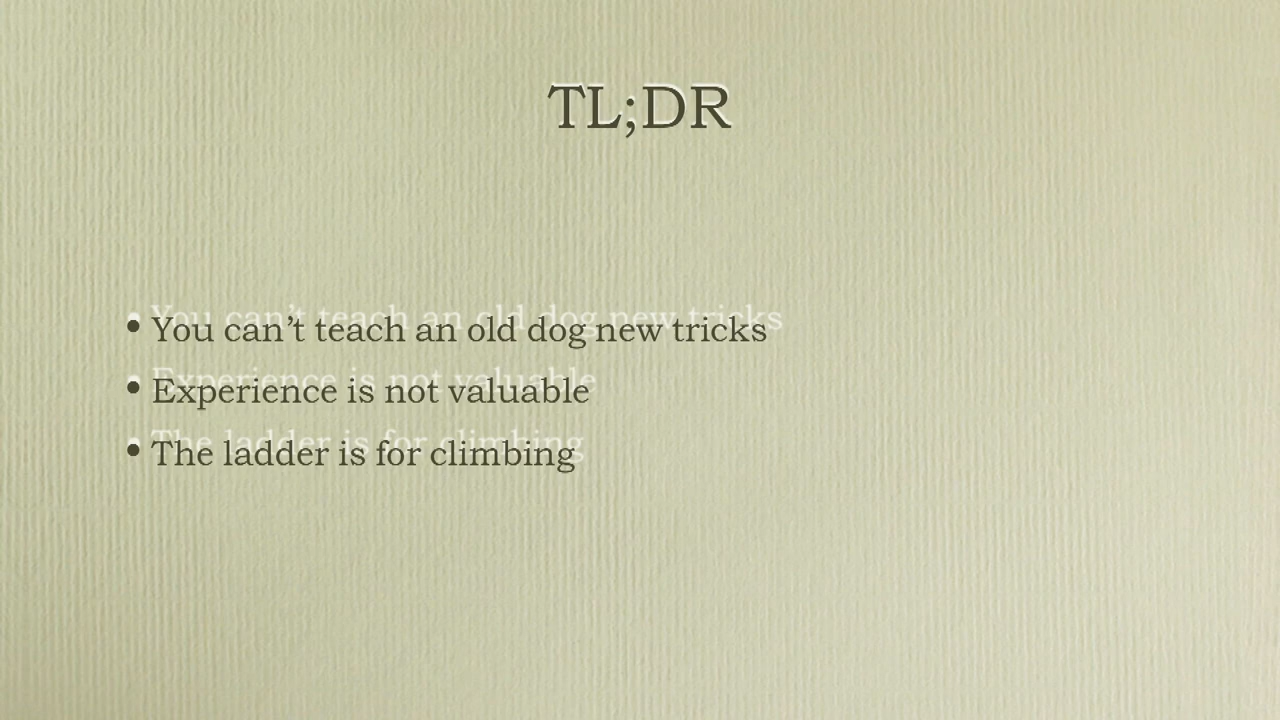 TL;DR
• You can’t teach an old dog new tricks
• Experience is not valuable
• The ladder is for climbing